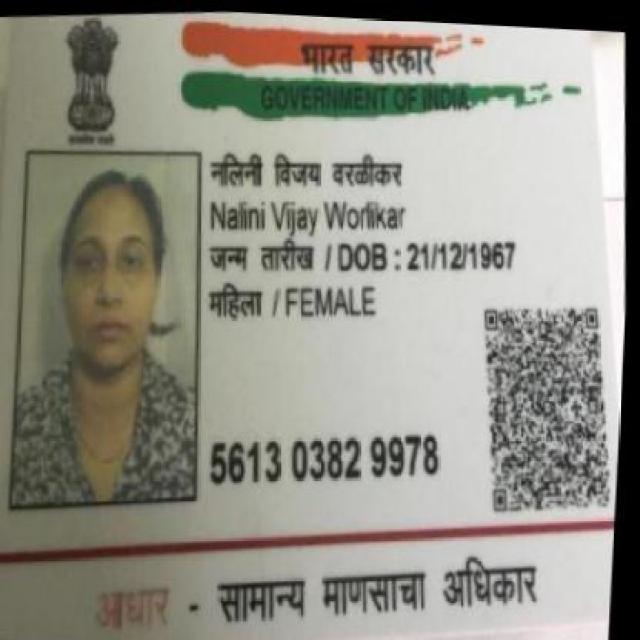 भारत सरकार
GOVERNMENT OF INDIA
नलिनी विजय वरळीकर
Nalini Vijay Worlikar
जन्म तारीख / DOB : 21/12/1967
महिला / FEMALE
5613 0382 9978
आधार - सामान्य माणसाचा अधिकार